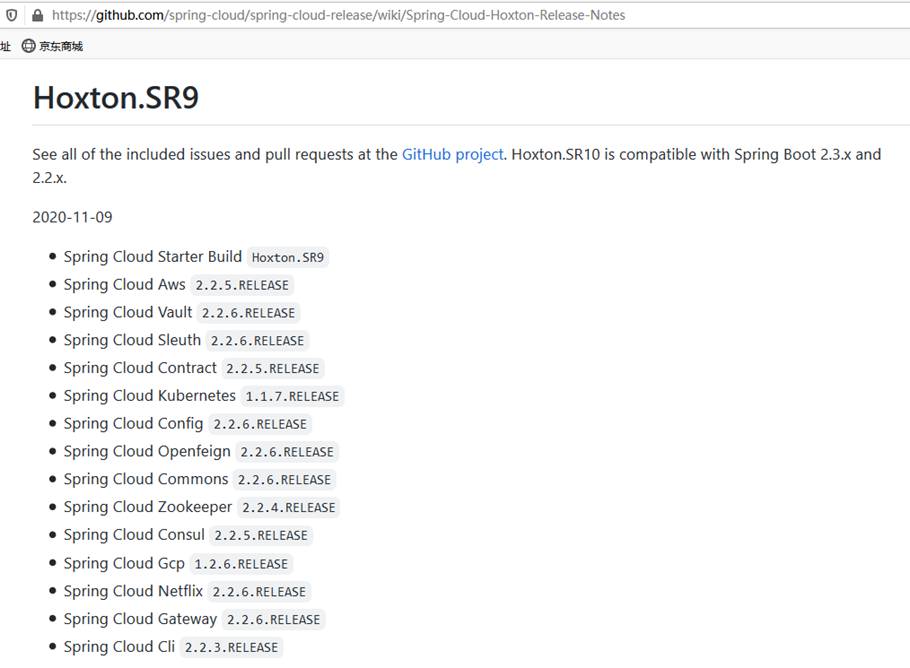 https://github.com/spring-cloud/spring-cloud-release/wiki/Spring-Cloud-Hoxton-Release-Notes
址 京东商城
Hoxton.SR9
See all of the included issues and pull requests at the GitHub project. Hoxton.SR10 is compatible with Spring Boot 2.3.x and
2.2.x.
2020-11-09
Spring Cloud Starter Build Hoxton.SR9
Spring Cloud Aws 2.2.5.RELEASE
Spring Cloud Vault 2.2.6.RELEASE
Spring Cloud Sleuth 2.2.6.RELEASE
Spring Cloud Contract 2.2.5.RELEASE
Spring Cloud Kubernetes 1.1.7.RELEASE
Spring Cloud Config 2.2.6.RELEASE
Spring Cloud Openfeign 2.2.6.RELEASE
Spring Cloud Commons 2.2.6.RELEASE
Spring Cloud Zookeeper 2.2.4.RELEASE
Spring Cloud Consul 2.2.5.RELEASE
Spring Cloud Gcp 1.2.6.RELEASE
Spring Cloud Netflix 2.2.6.RELEASE
Spring Cloud Gateway 2.2.6.RELEASE
Spring Cloud Cli 2.2.3.RELEASE